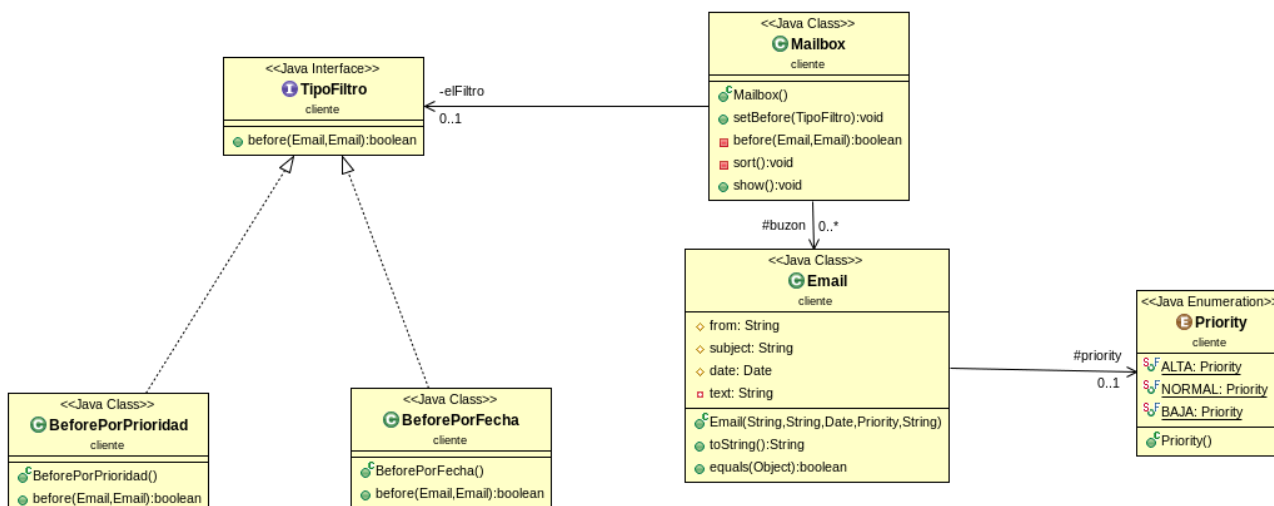 <<Java Class>>
Mailbox
cliente
Mailbox()
setBefore(TipoFiltro):void
before(Email,Email):boolean
sort():void
show():void
<<Java Interface>>
TipoFiltro
cliente
before(Email,Email):boolean
-elFiltro
0..1
#buzon
0..*
<<Java Class>>
Email
cliente
from: String
subject: String
date: Date
text: String
Email(String,String,Date,Priority,String)
toString():String
equals(Object):boolean
#priority
0..1
<<Java Enumeration>>
Priority
cliente
ALTA: Priority
NORMAL: Priority
BAJA: Priority
Priority()
<<Java Class>>
BeforePorPrioridad
cliente
BeforePorPrioridad()
before(Email,Email):boolean
<<Java Class>>
BeforePorFecha
cliente
BeforePorFecha()
before(Email,Email):boolean